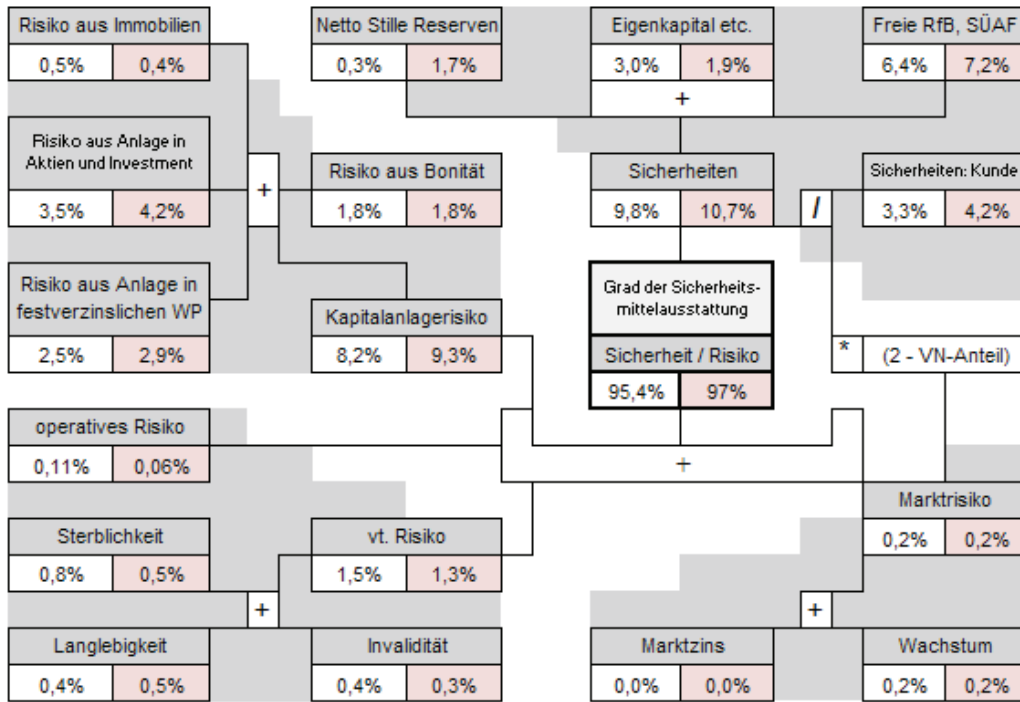 Risiko aus Immobilien
0,5% 0,4%
Netto Stille Reserven
0,3% 1,7%
Eigenkapital etc.
3,0% 1,9%
Freie RfB, SÜAF
6,4% 7,2%
+
Risiko aus Anlage in
Aktien und Investment
3,5% 4,2%
+
Risiko aus Bonität
1,8% 1,8%
Sicherheiten
9,8% 10,7%
/
Sicherheiten: Kunde
3,3% 4,2%
Risiko aus Anlage in
festverzinslichen WP
2,5% 2,9%
Kapitalanlagerisiko
8,2% 9,3%
Grad der Sicherheits-
mittelausstattung
Sicherheit / Risiko
95,4% 97%
*
(2 - VN-Anteil)
operatives Risiko
0,11% 0,06%
+
Marktrisiko
0,2% 0,2%
Sterblichkeit
0,8% 0,5%
vt. Risiko
1,5% 1,3%
+
+
Langlebigkeit
0,4% 0,5%
Invalidität
0,4% 0,3%
Marktzins
0,0% 0,0%
Wachstum
0,2% 0,2%